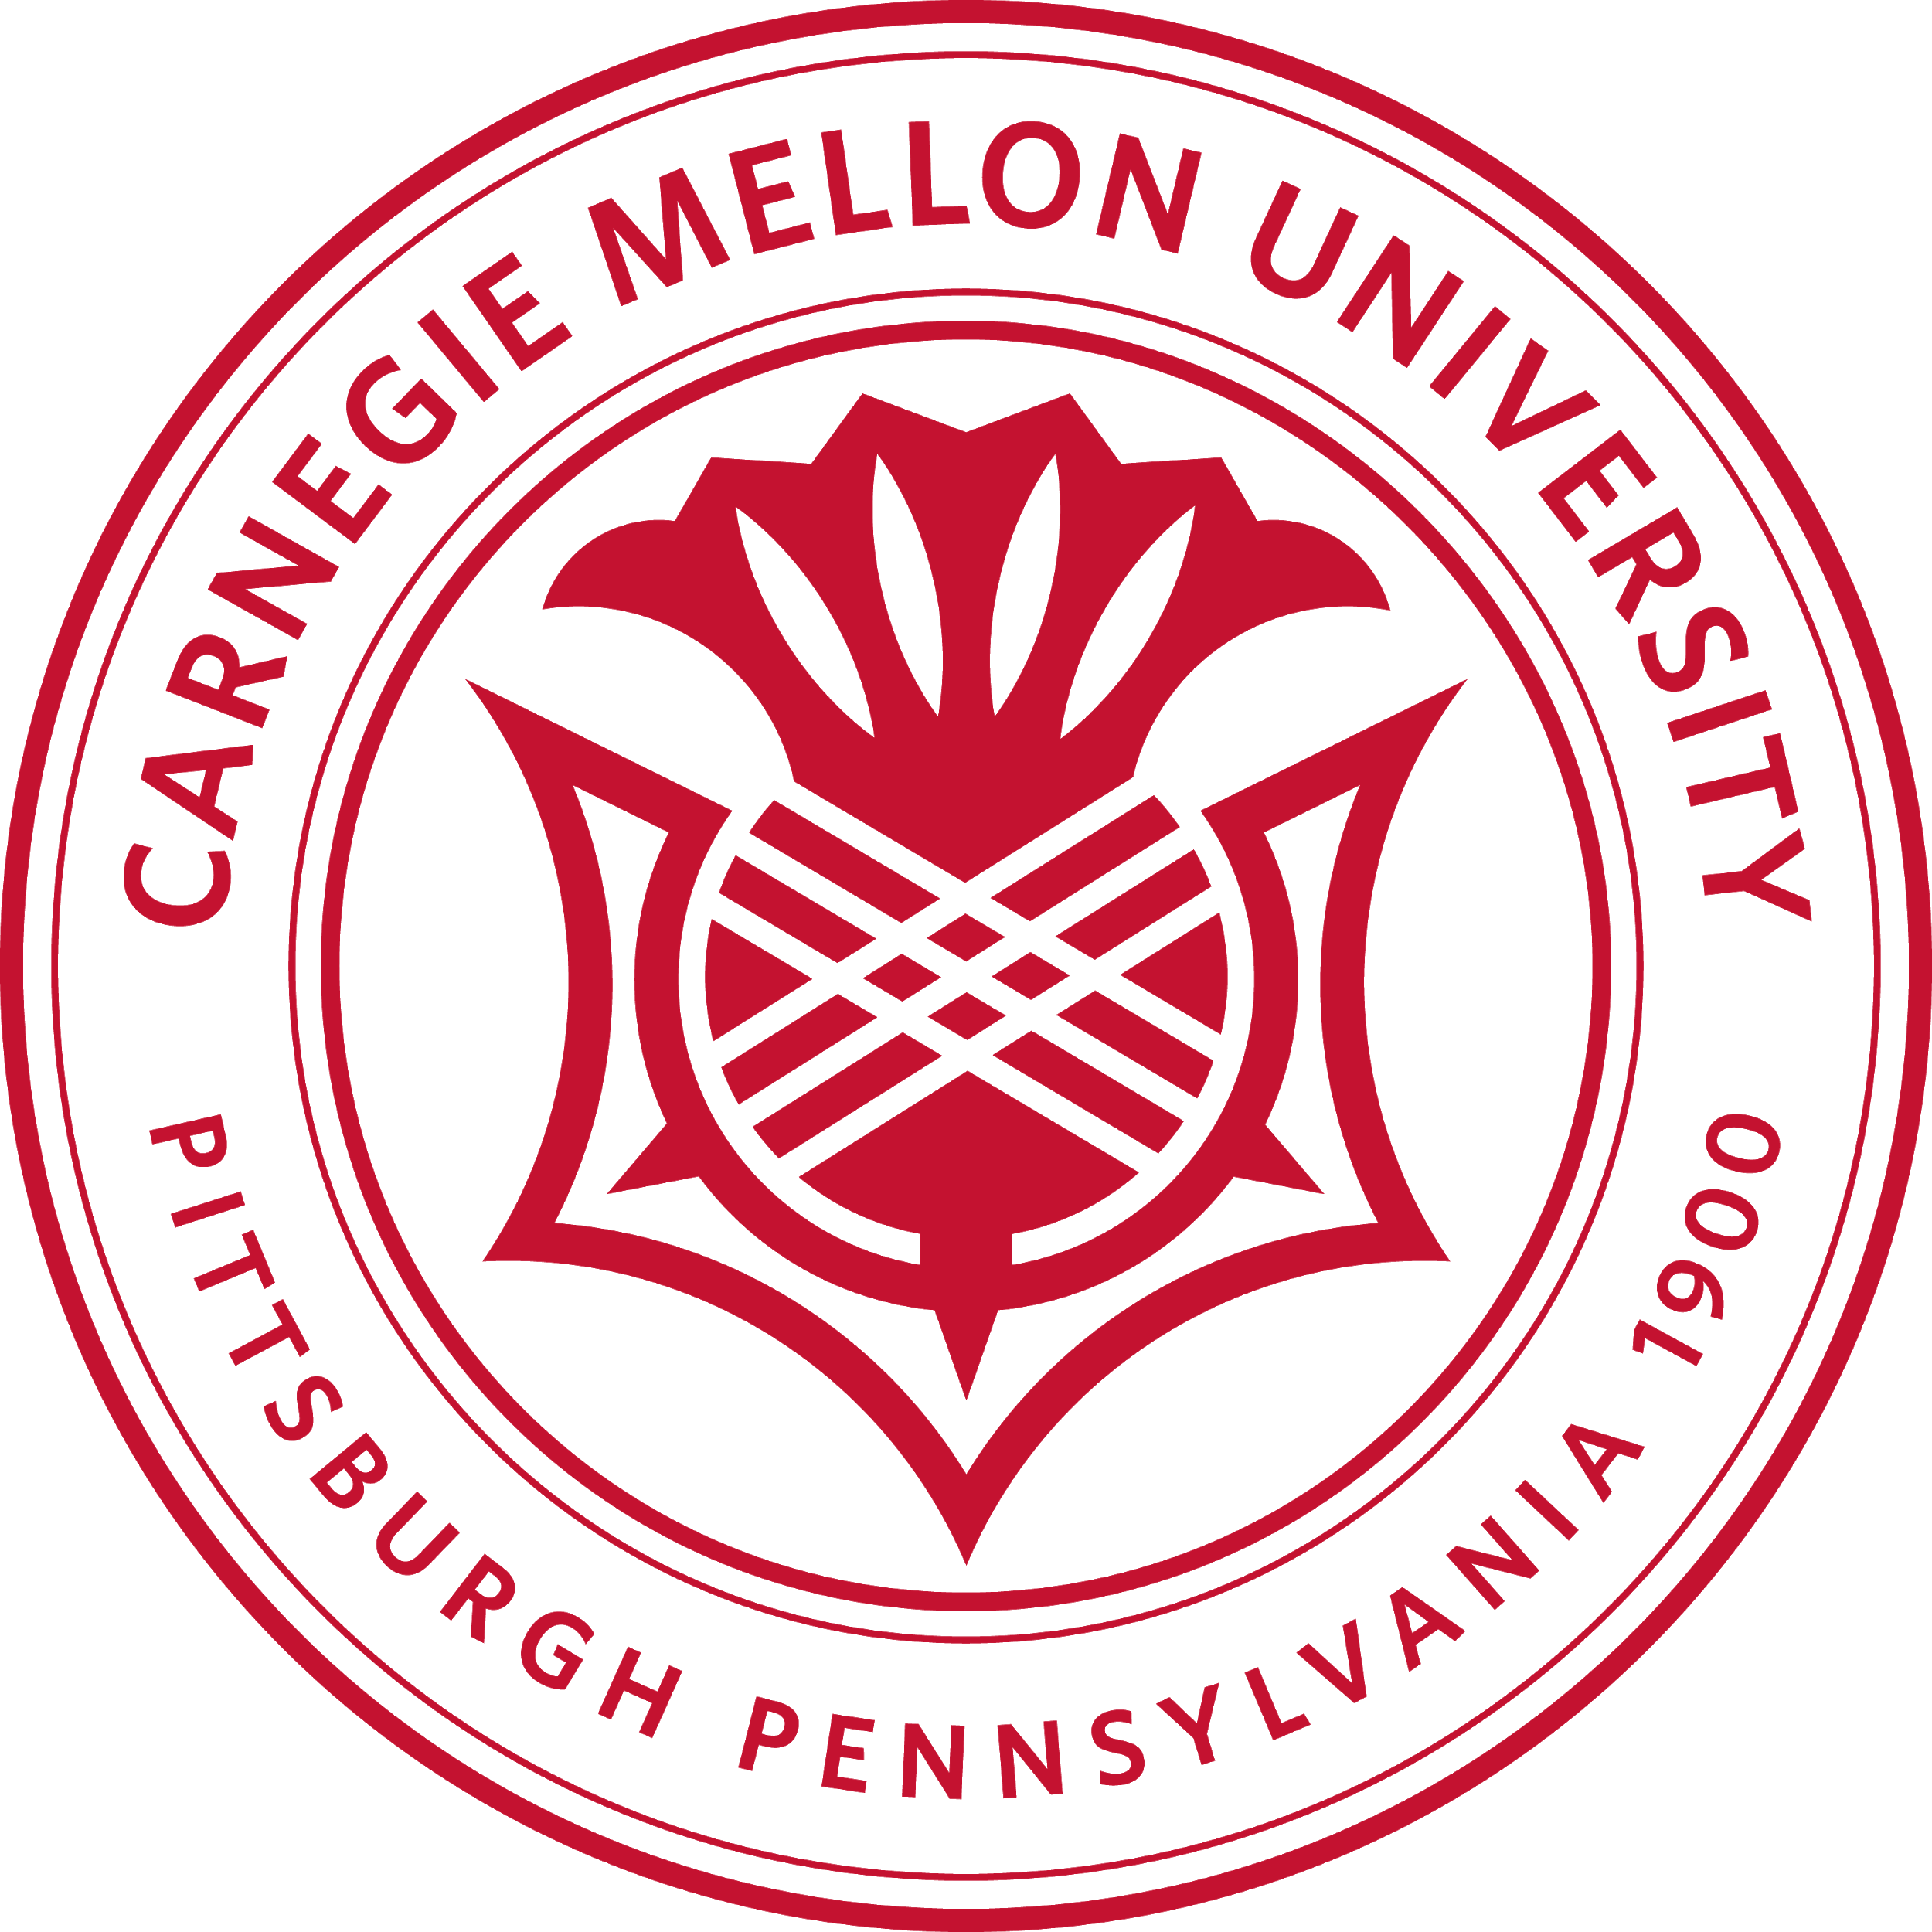 CARNEGIE MELLON UNIVERSITY
PITTSBURGH PENNSYLVANIA 1900